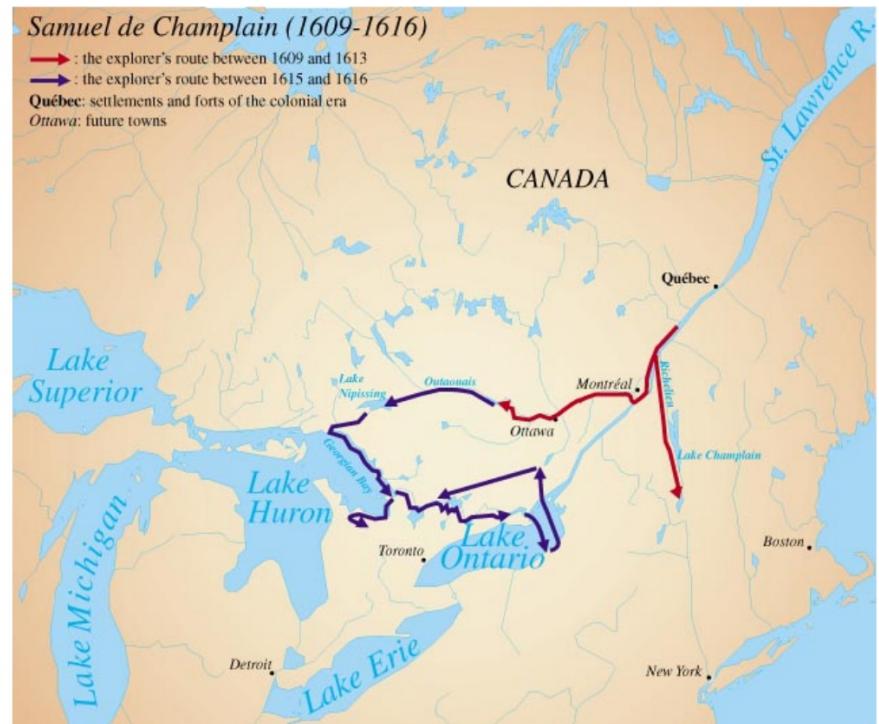 Samuel de Champlain (1609-1616)
: the explorer's route between 1609 and 1613
: the explorer's route between 1615 and 1616
Québec: settlements and forts of the colonial era
Ottawa: future towns
St. Lawrence R.
CANADA
Québec
Lake
Superior
Lake
Nipissing
Outaouais
Montréal
Richelieu
Ottawa
Georgian Bay
Lake Champlain
Lake
Huron
Lake Michigan
Toronto
Lake
Ontario
Boston
Detroit
Lake Erie
New York